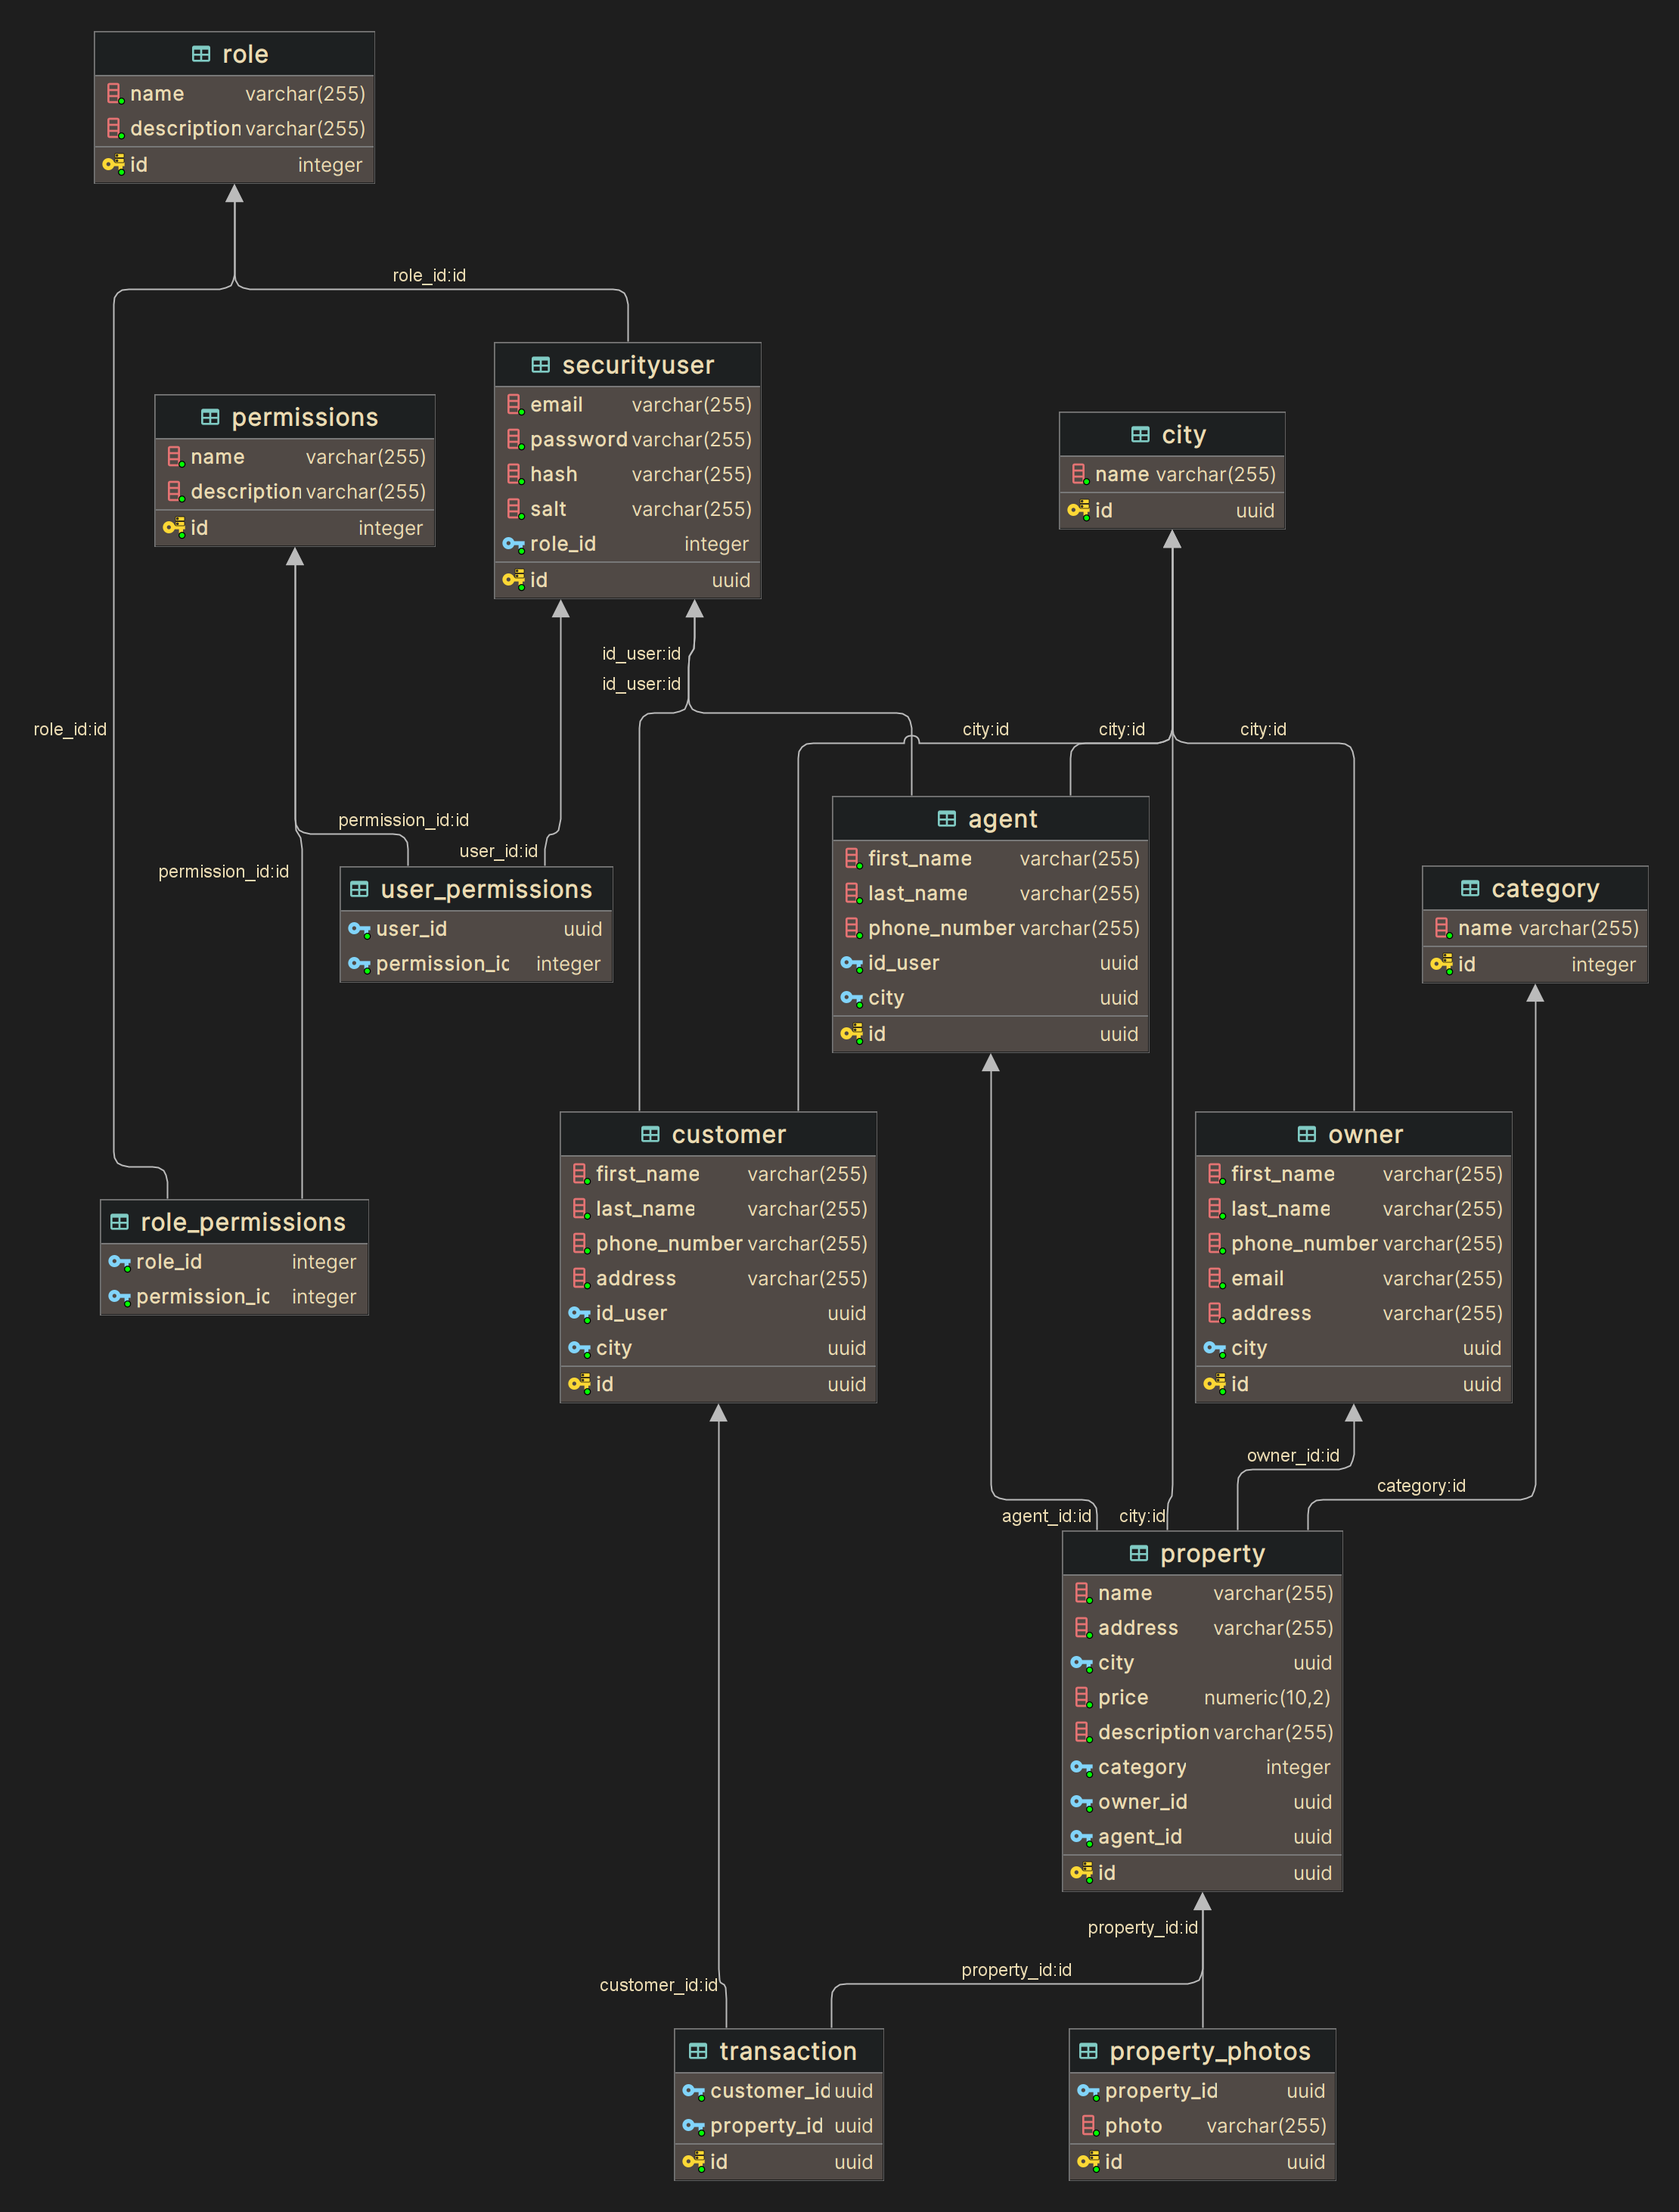 role
name varchar(255)
description varchar(255)
id integer
role_id:id
securityuser
email varchar(255)
password varchar(255)
hash varchar(255)
salt varchar(255)
role_id integer
id uuid
permissions
name varchar(255)
description varchar(255)
id integer
city
name varchar(255)
id uuid
id_user:id
id_user:id
role_id:id
city:id
city:id
city:id
permission_id:id
user_id:id
permission_id:id
agent
first_name varchar(255)
last_name varchar(255)
phone_number varchar(255)
id_user uuid
city uuid
id uuid
user_permissions
user_id uuid
permission_ic integer
category
name varchar(255)
id integer
customer
first_name varchar(255)
last_name varchar(255)
phone_number varchar(255)
address varchar(255)
id_user uuid
city uuid
id uuid
owner
first_name varchar(255)
last_name varchar(255)
phone_number varchar(255)
email varchar(255)
address varchar(255)
city uuid
id uuid
role_permissions
role_id integer
permission_ic integer
owner_id:id
category:id
agent_id:id
city:id
property
name varchar(255)
address varchar(255)
city uuid
price numeric(10,2)
description varchar(255)
category integer
owner_id uuid
agent_id uuid
id uuid
property_id:id
property_id:id
customer_id:id
transaction
customer_id uuid
property_id uuid
id uuid
property_photos
property_id uuid
photo varchar(255)
id uuid